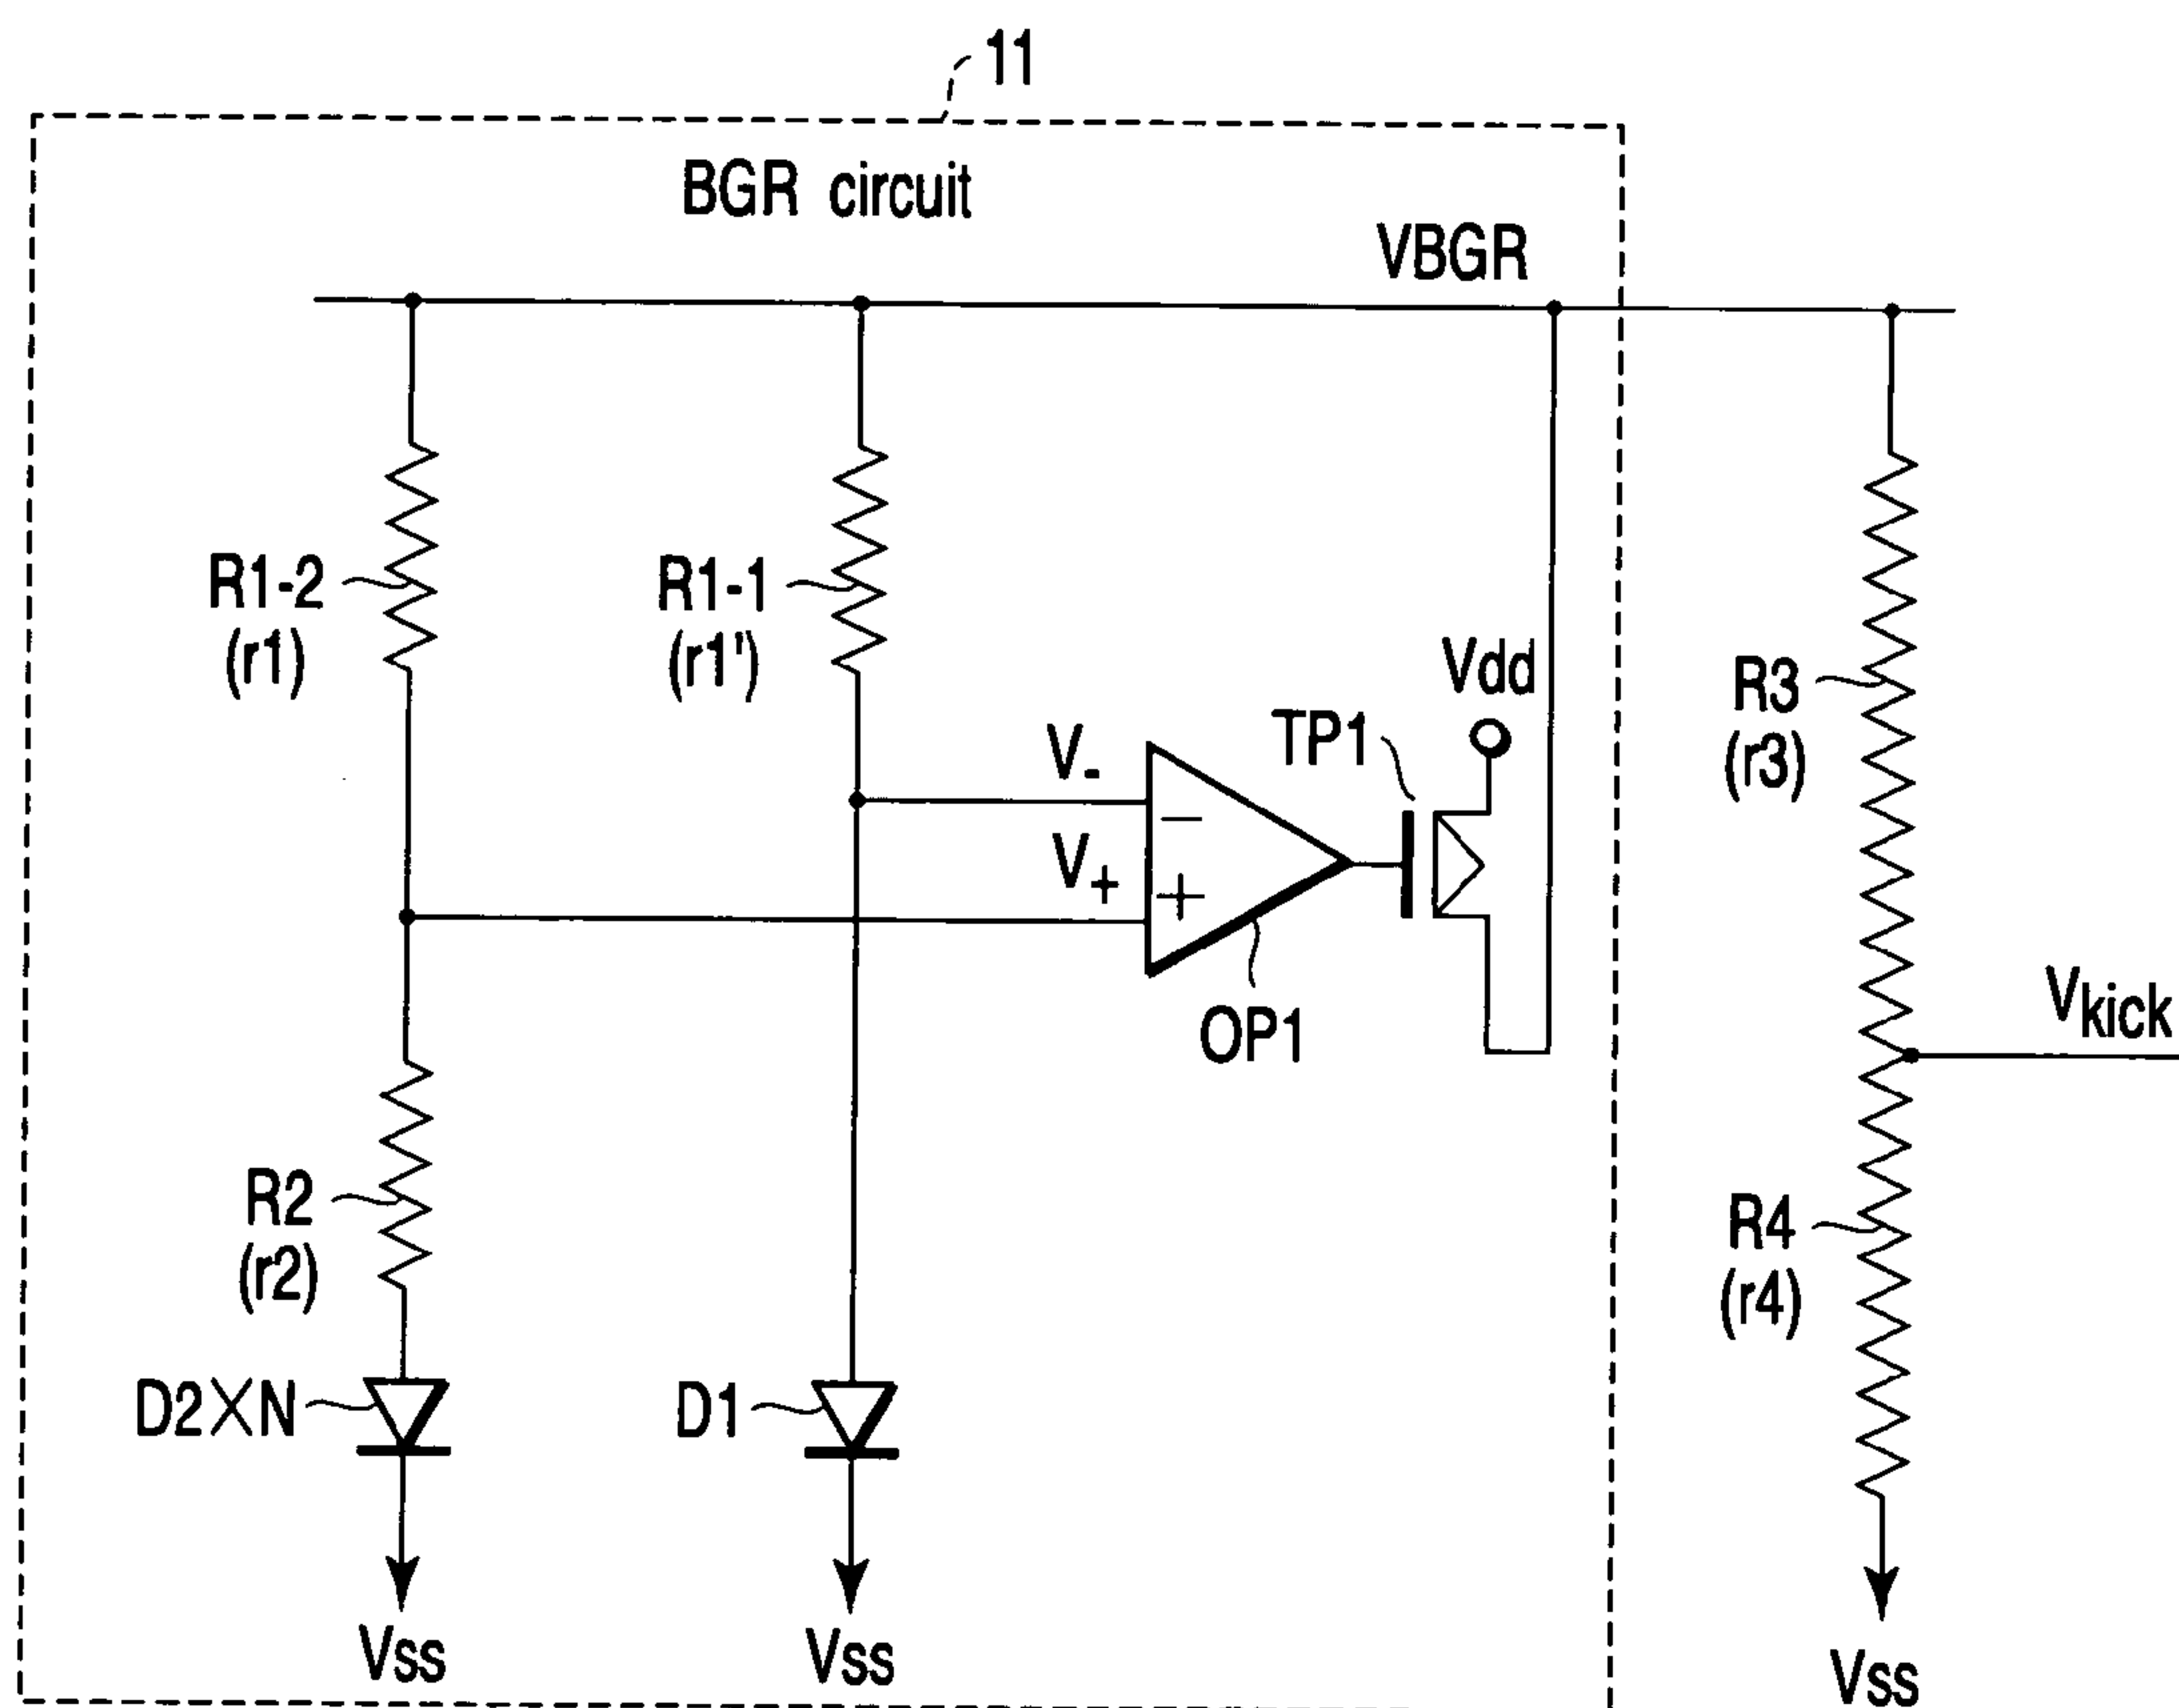 11
BGR circuit
VBGR
R1-2
(r1)
R1-1
(r1')
Vdd
TP1
R3
(r3)
V-
−
V+
+
OP1
Vkick
R2
(r2)
R4
(r4)
D2×N
D1
Vss
Vss
Vss